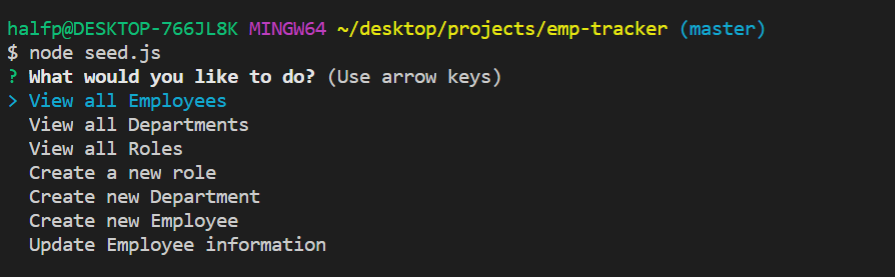 halfp@DESKTOP-766JL8K MINGW64 ~/desktop/projects/emp-tracker (master)
$ node seed.js
? What would you like to do? (Use arrow keys)
> View all Employees
View all Departments
View all Roles
Create a new role
Create new Department
Create new Employee
Update Employee information